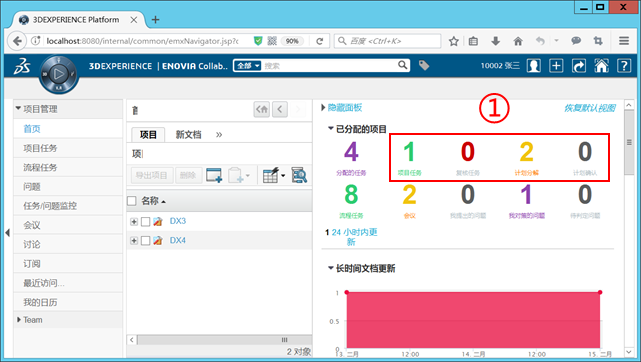 3DEXPERIENCE Platform
localhost:8080/internal/common/emxNavigator.jsp?c
90%
百度 <Ctrl+K>
3DEXPERIENCE | ENOVIA Collab..
全部
搜索
10002 张三
项目管理
首页
项目任务
流程任务
问题
任务/问题监控
会议
讨论
订阅
最近访问...
我的日历
Team
项目
新文档
»
项
导出项目
删除
名称
DX3
DX4
2 对象
隐藏面板
①
恢复默认视图
已分配的项目
4 1 0 2 0
分配的任务 项目任务 复核任务 计划分解 计划确认
8 2 0 1 0
流程任务 会议 我提出的问题 我对策的问题 待判定问题
1 24 小时内更
新
长时间文档更新
1
0.5
0
13. 二月 12:00 14. 二月 12:00 15. 二月